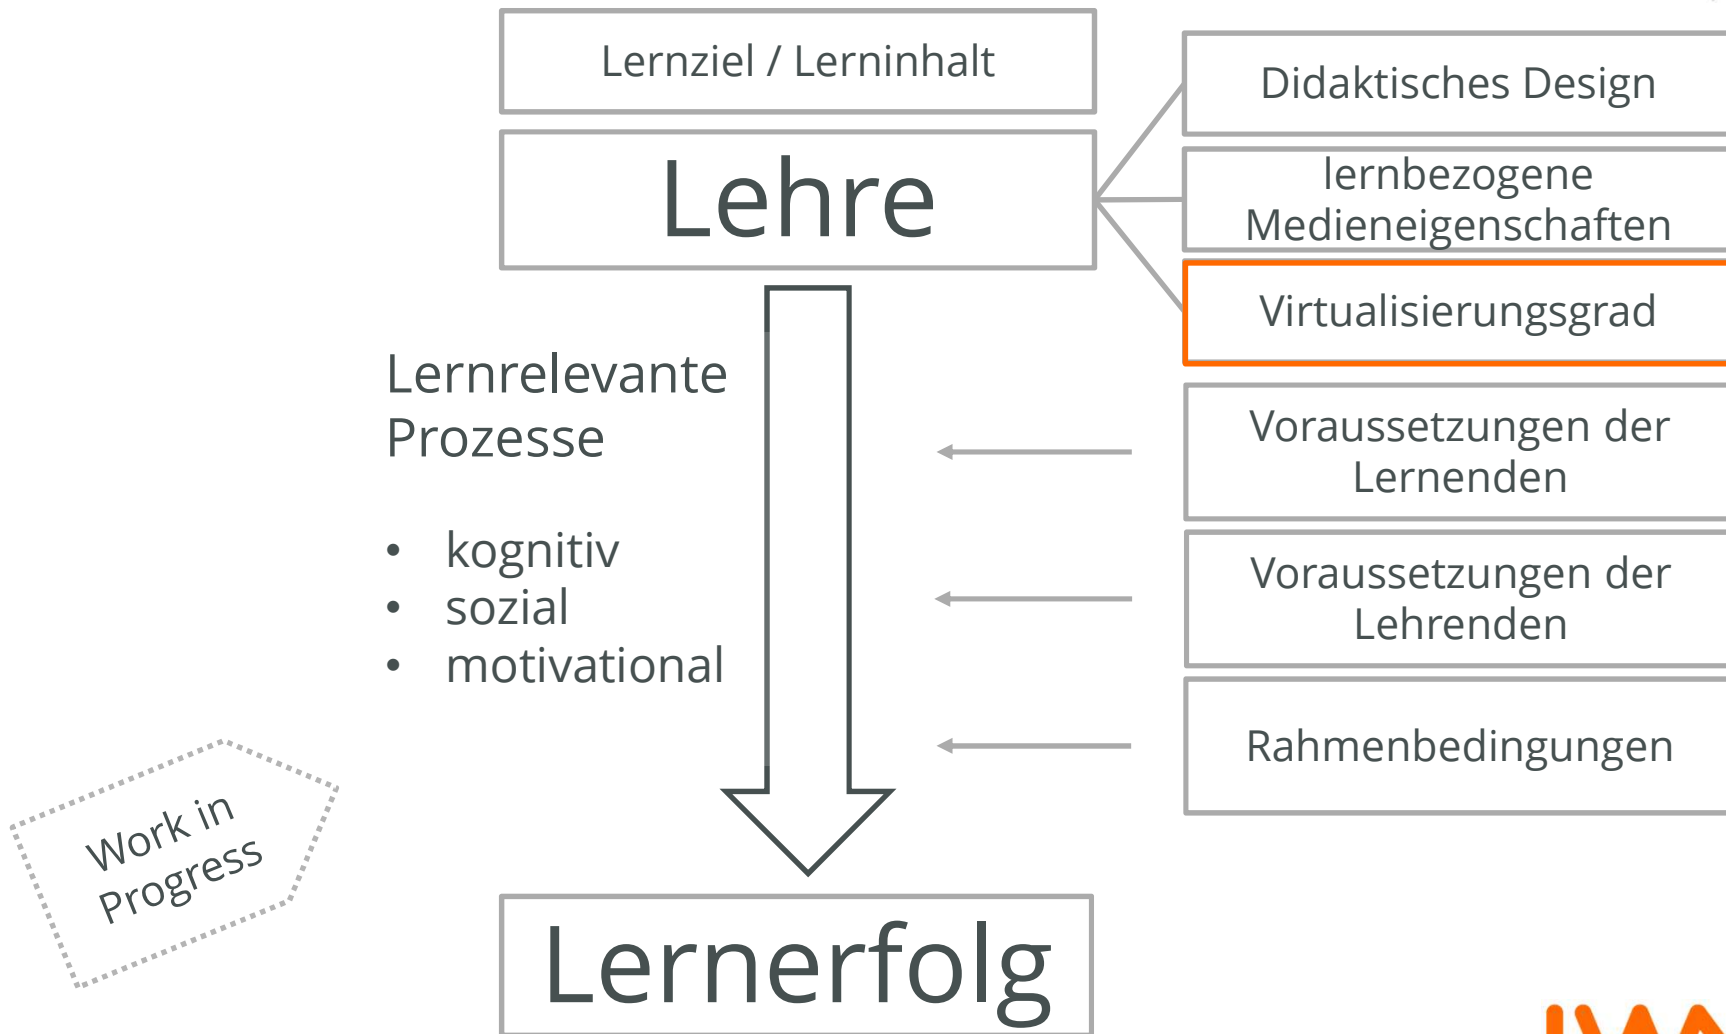 Lernziel / Lerninhalt
Lehre
Didaktisches Design
lernbezogene
Medieneigenschaften
Virtualisierungsgrad
Lernrelevante
Prozesse
• kognitiv
• sozial
• motivational
Voraussetzungen der
Lernenden
Voraussetzungen der
Lehrenden
Rahmenbedingungen
Work in
Progress
Lernerfolg